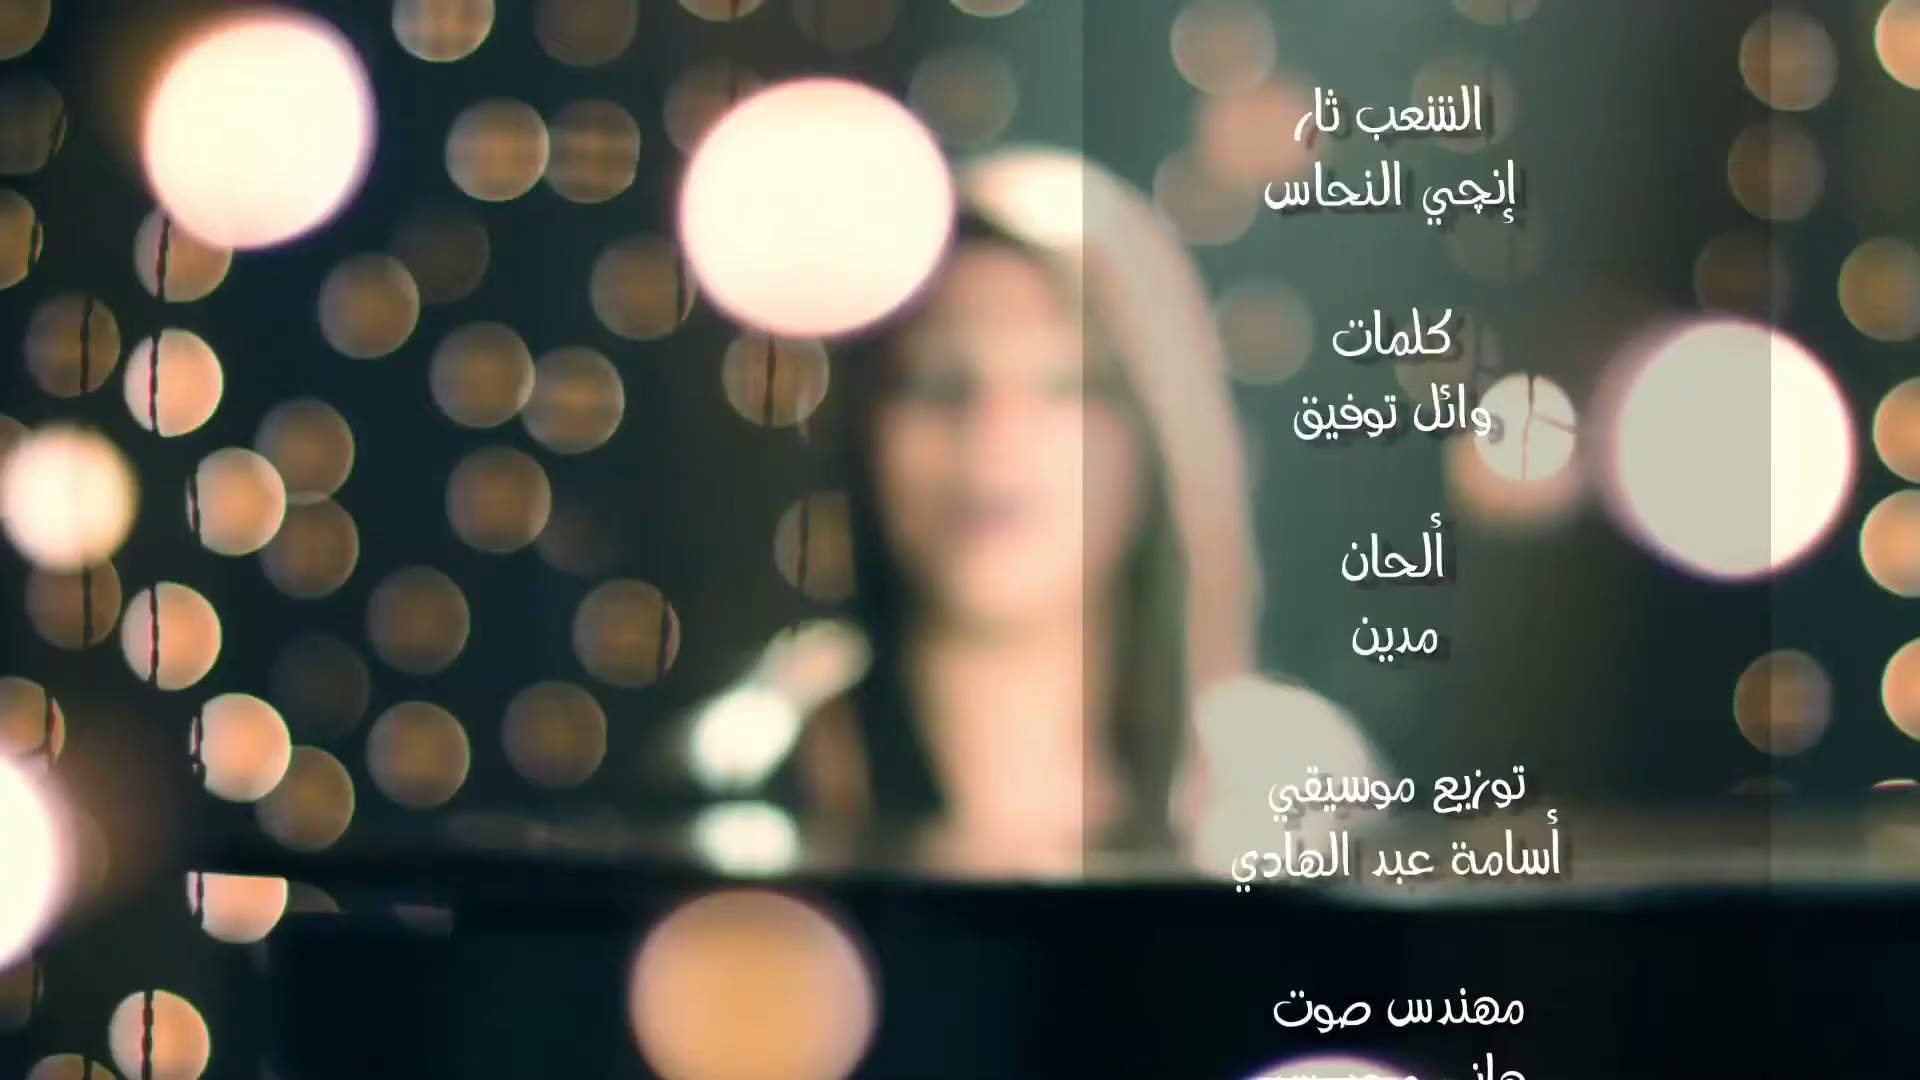 الشعب ثار
إنچي النحاس
كلمات
وائل توفيق
ألحان
مدين
توزيع موسيقي
أسامة عبد الهادي
مهندس صوت